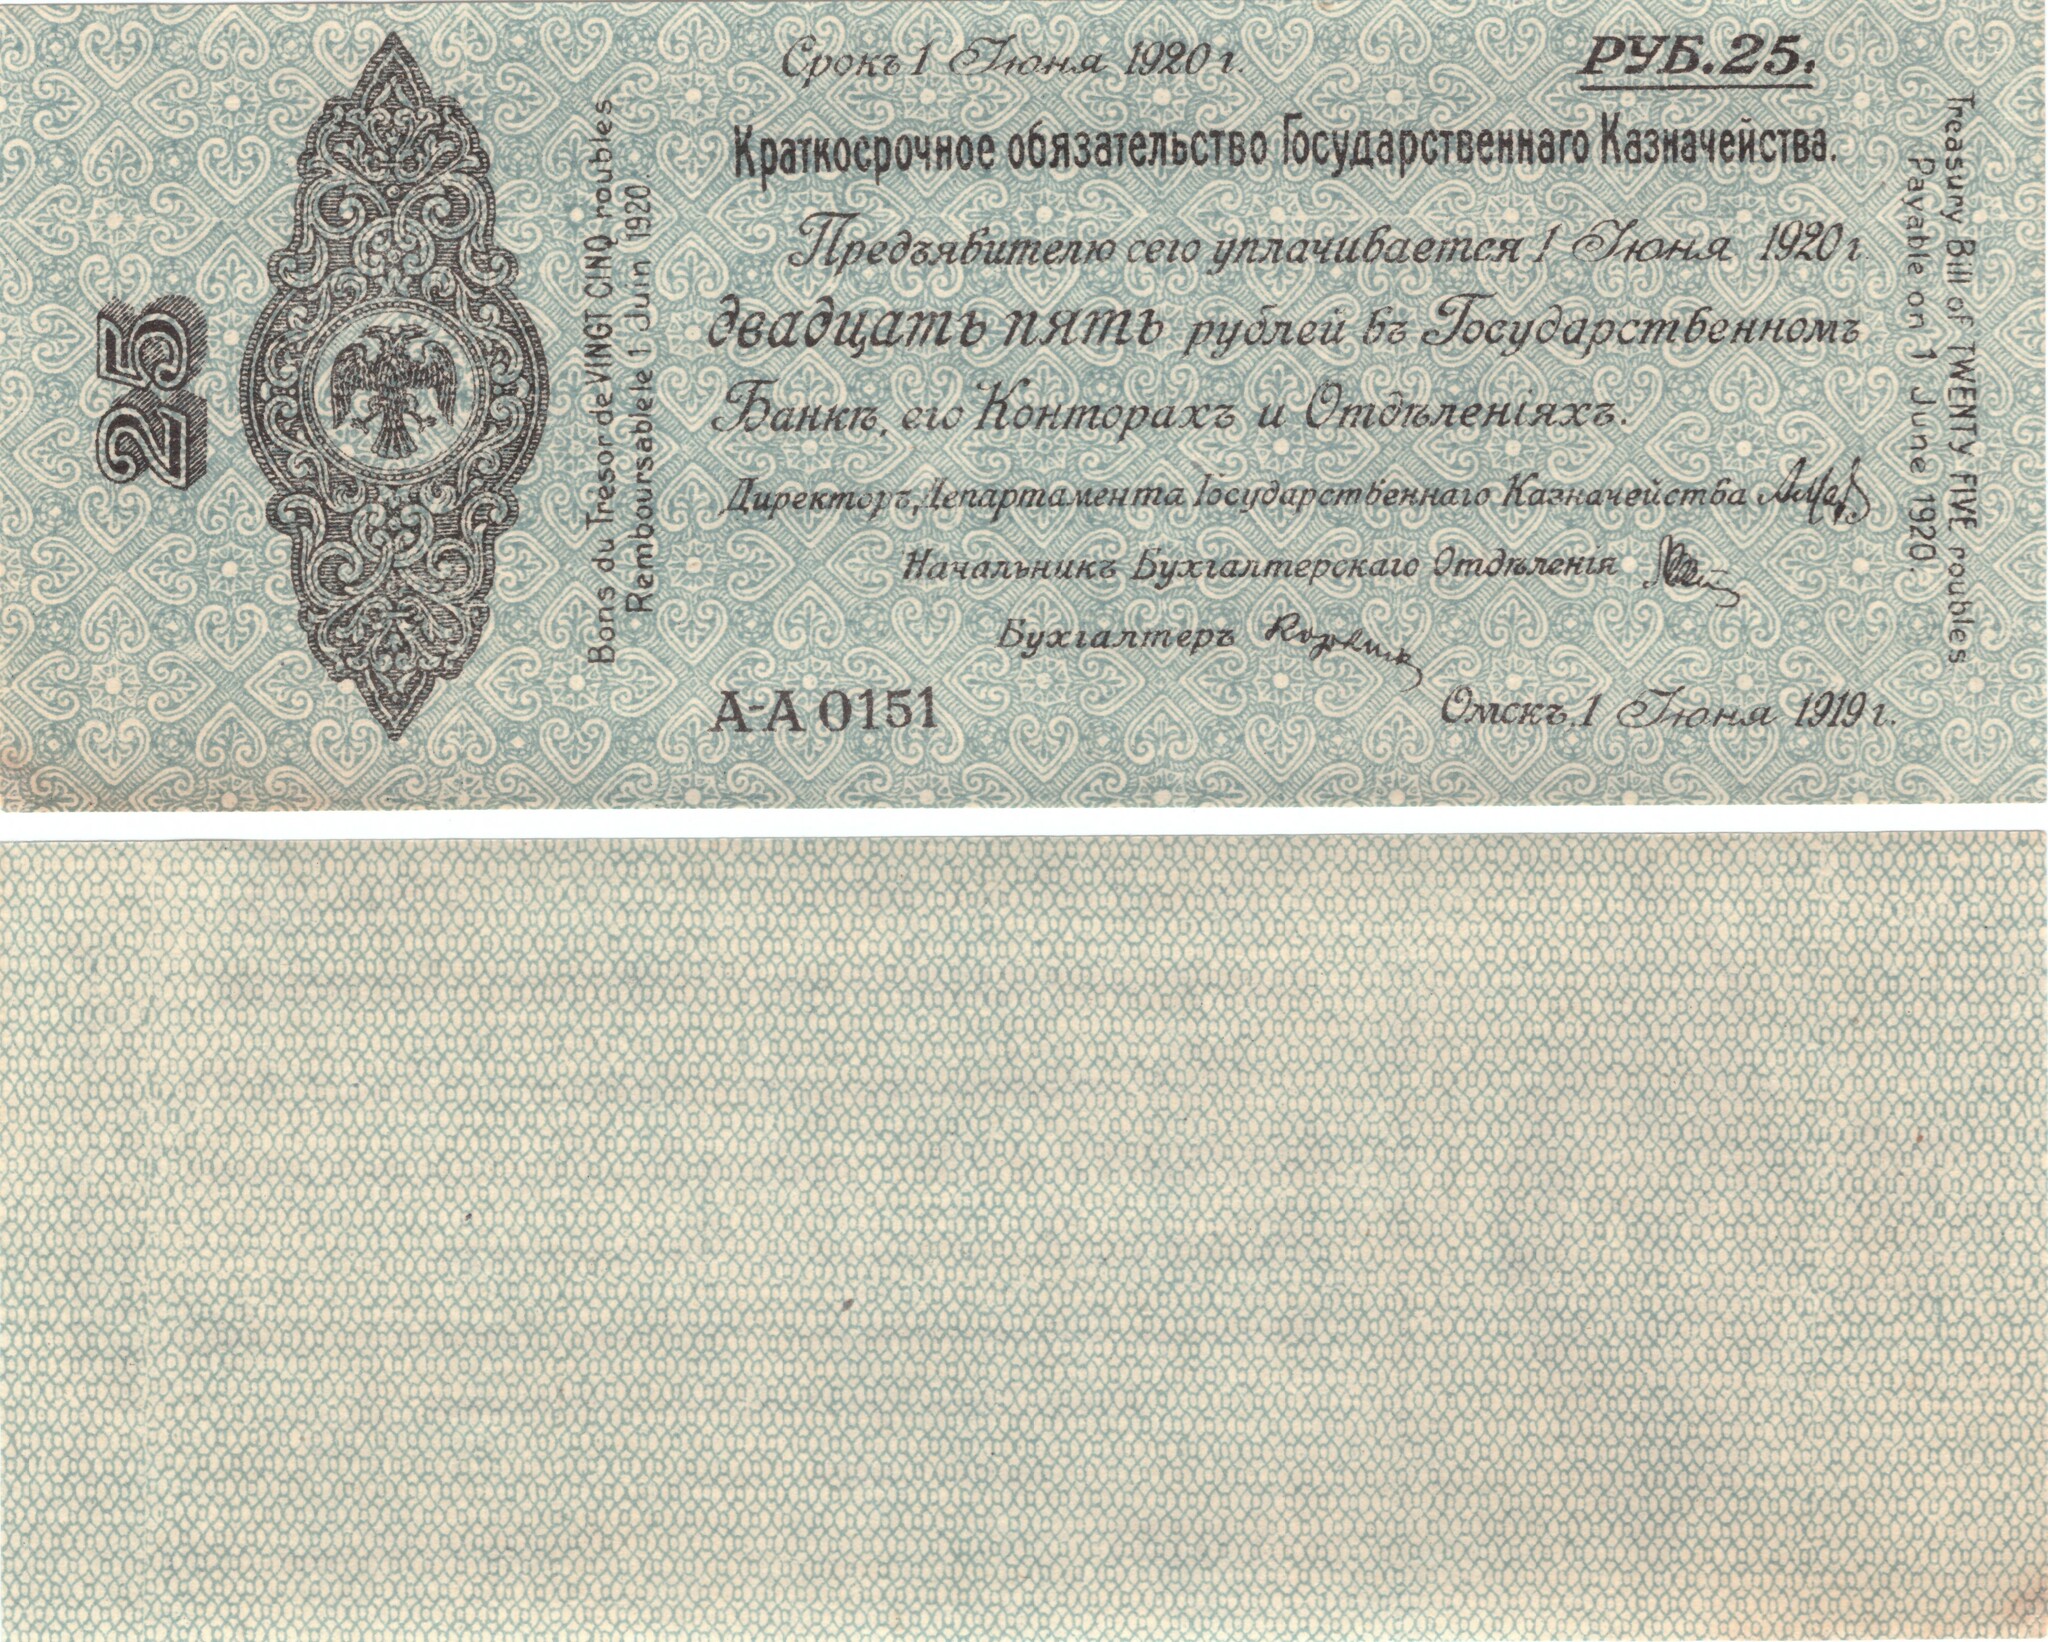 25
Bons du Tresor de VINGT CINQ roubles
Remboursable le 1 Juin 1920.
Срокъ 1 Июня 1920 г.
РУБ. 25.
Краткосрочное обязательство Государственнаго Казначейства.
Предъявителю сего уплачивается 1 Июня 1920 г.
двадцать пять рублей въ Государственномъ
Банкѣ, его Конторахъ и Отдѣленіяхъ.
Директоръ Департамента Государственнаго Казначейства
Начальникъ Бухгалтерскаго Отдѣленія
Бухгалтеръ
А-А 0151
Омскъ, 1 Июня 1919 г.
Treasury Bill of TWENTY FIVE roubles
Payable on 1 June 1920.